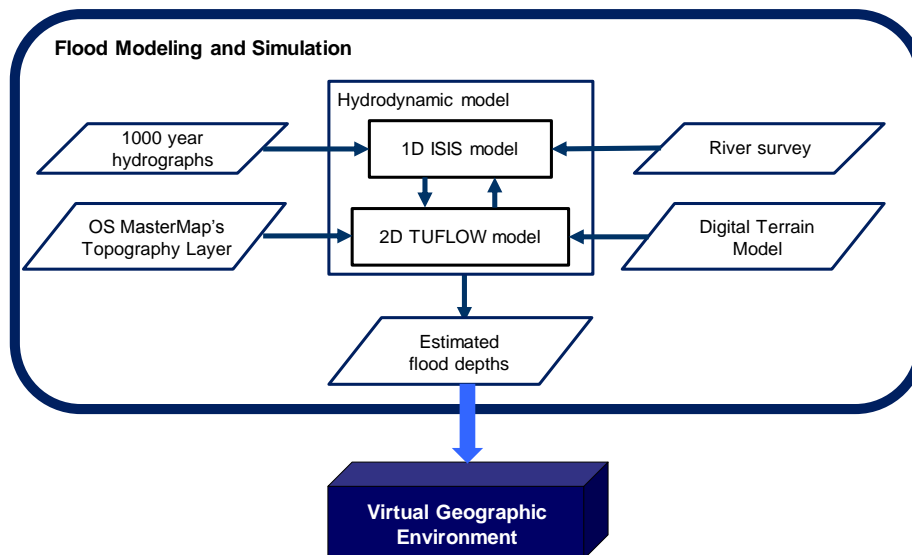 Flood Modeling and Simulation
Hydrodynamic model
1000 year
hydrographs
1D ISIS model
River survey
OS MasterMap's
Topography Layer
2D TUFLOW model
Digital Terrain
Model
Estimated
flood depths
Virtual Geographic
Environment